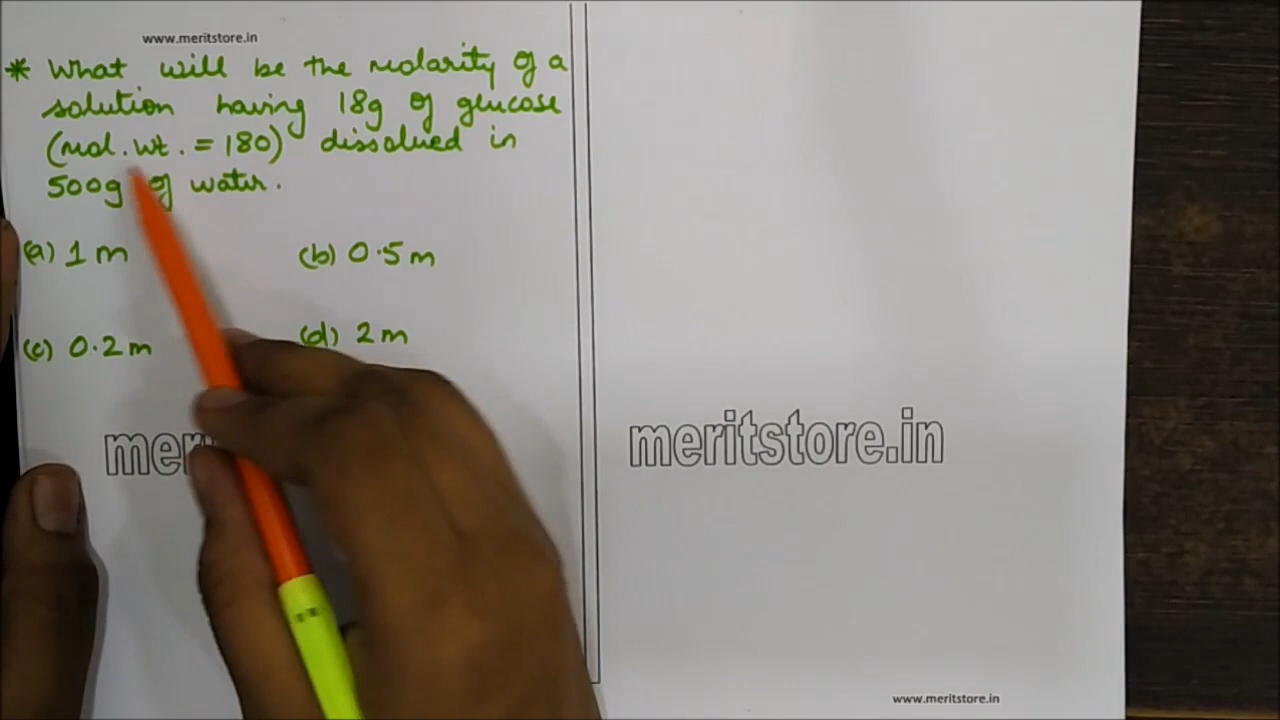 www.meritstore.in
* What will be the molarity of a
solution having 18g of glucose
(mol.wt. = 180) dissolved in
500g of water.
(a) 1 m (b) 0.5 m
(c) 0.2 m (d) 2 m
meritstore.in
www.meritstore.in